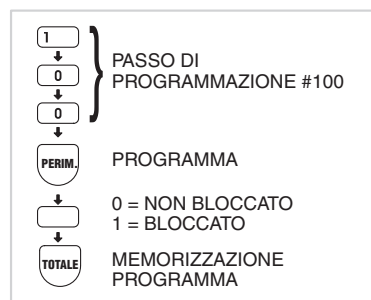 1
0
0
PASSO DI
PROGRAMMAZIONE #100
PERIM.
PROGRAMMA
0 = NON BLOCCATO
1 = BLOCCATO
TOTALE
MEMORIZZAZIONE
PROGRAMMA